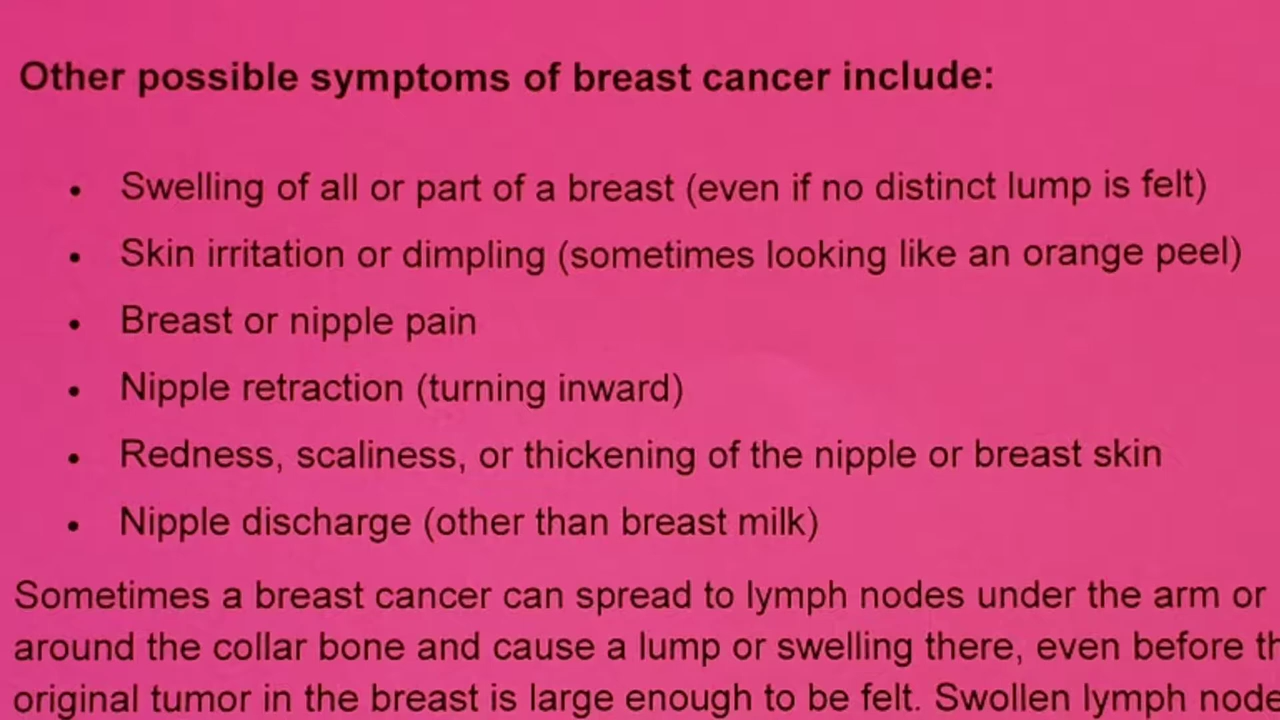 Other possible symptoms of breast cancer include:
• Swelling of all or part of a breast (even if no distinct lump is felt)
• Skin irritation or dimpling (sometimes looking like an orange peel)
• Breast or nipple pain
• Nipple retraction (turning inward)
• Redness, scaliness, or thickening of the nipple or breast skin
• Nipple discharge (other than breast milk)
Sometimes a breast cancer can spread to lymph nodes under the arm or
around the collar bone and cause a lump or swelling there, even before
original tumor in the breast is large enough to be felt. Swollen lymph